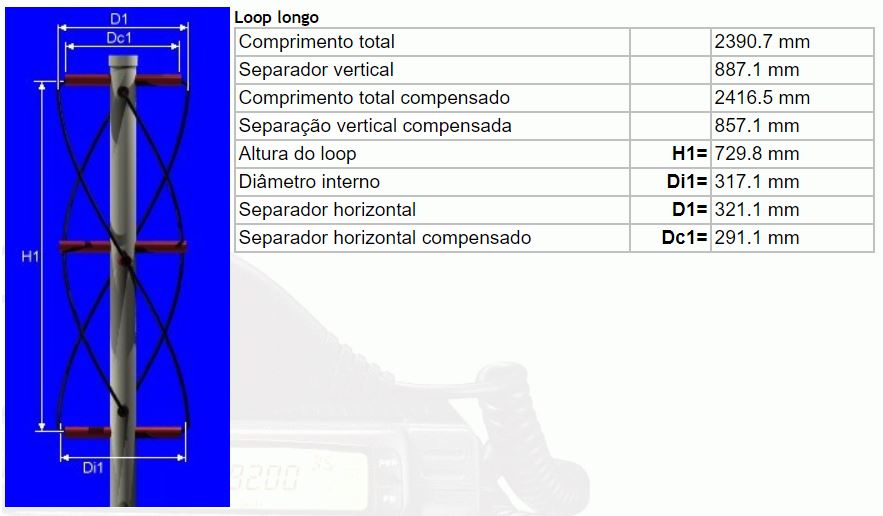 D1
Dc1
H1
Di1
Loop longo
Comprimento total 2390.7 mm
Separador vertical 887.1 mm
Comprimento total compensado 2416.5 mm
Separação vertical compensada 857.1 mm
Altura do loop H1= 729.8 mm
Diâmetro interno Di1= 317.1 mm
Separador horizontal D1= 321.1 mm
Separador horizontal compensado Dc1= 291.1 mm